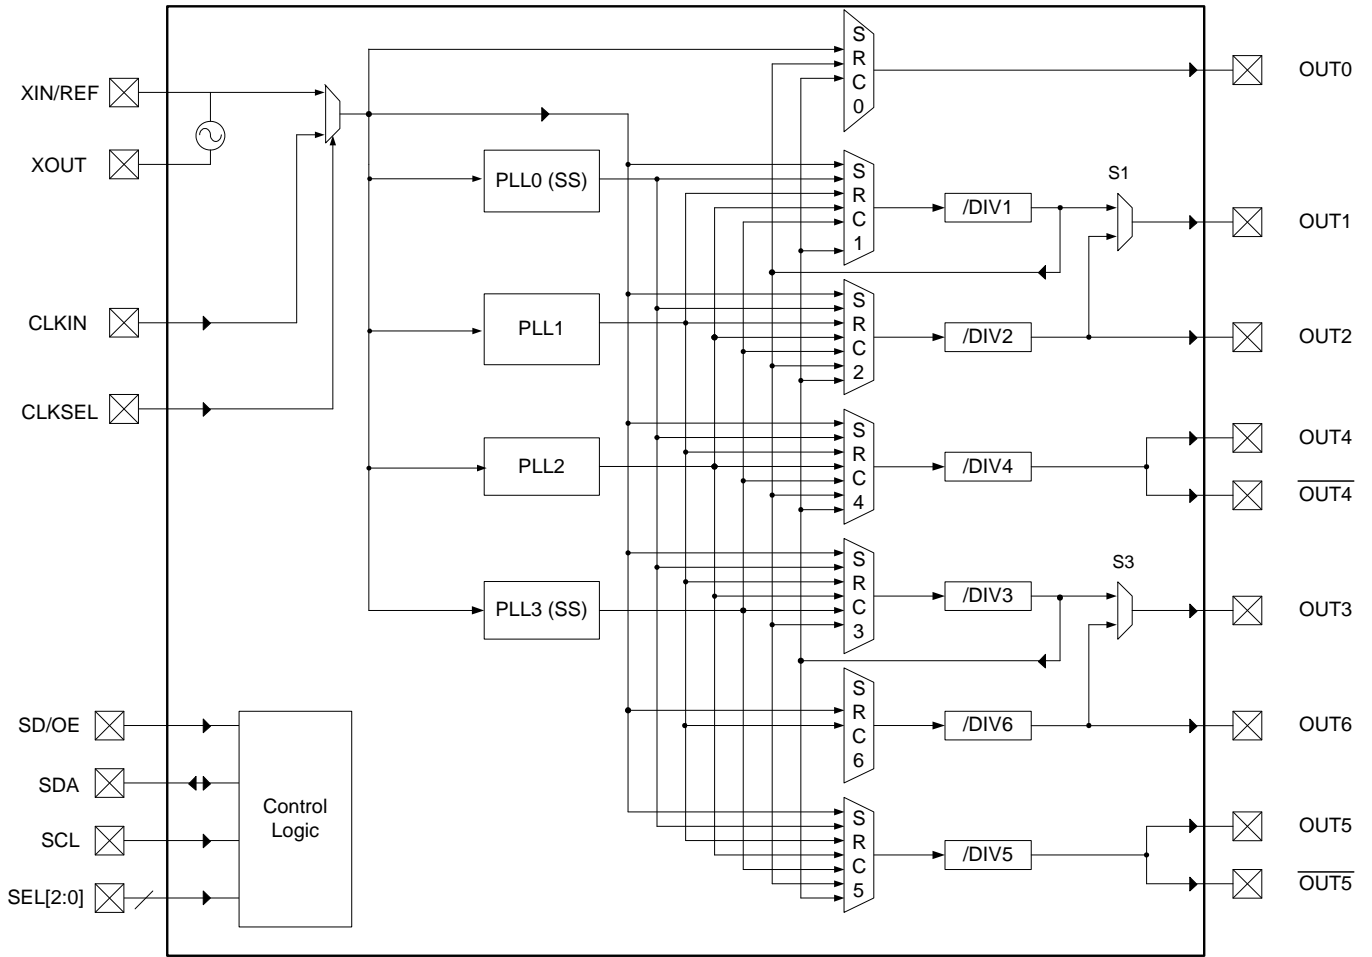 XIN/REF
XOUT
CLKIN
CLKSEL
SD/OE
SDA
SCL
SEL[2:0]
Control
Logic
PLL0 (SS)
PLL1
PLL2
PLL3 (SS)
SRC0
SRC1
SRC2
SRC4
SRC3
SRC6
SRC5
/DIV1
/DIV2
/DIV4
/DIV3
/DIV6
/DIV5
S1
S3
OUT0
OUT1
OUT2
OUT4
OUT4
OUT3
OUT6
OUT5
OUT5